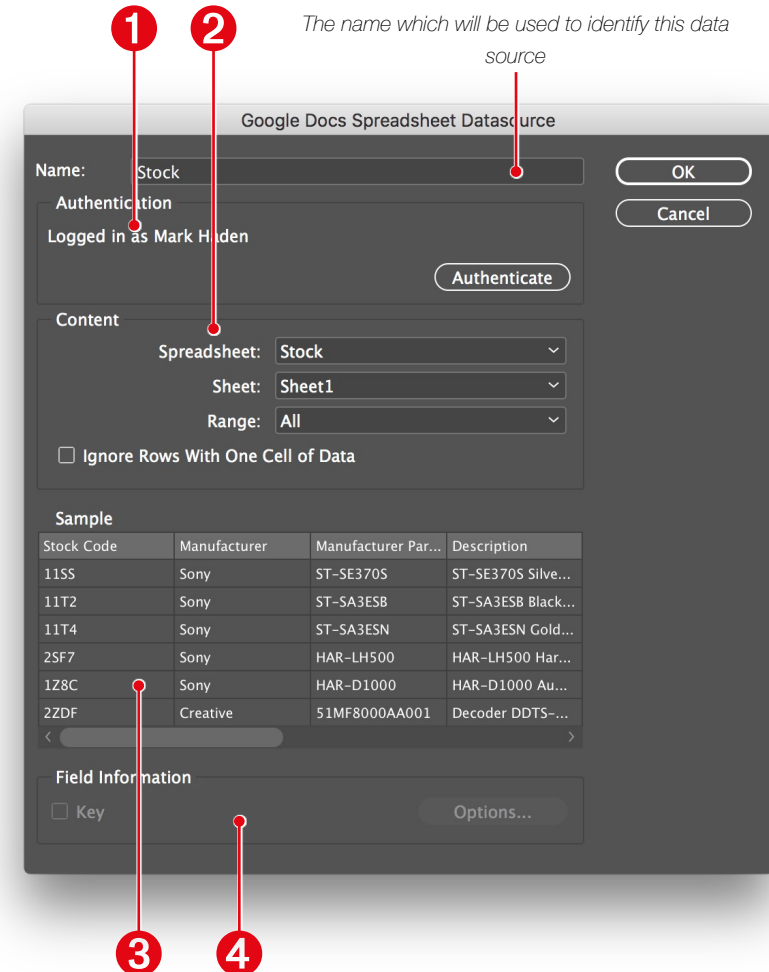 1 2 The name which will be used to identify this data
source
Google Docs Spreadsheet Datasource
Name: Stock OK
Authentication
Cancel
Logged in as Mark Haden
Authenticate
Content
Spreadsheet: Stock
Sheet: Sheet1
Range: All
Ignore Rows With One Cell of Data
Sample
Stock Code Manufacturer Manufacturer Par... Description
11SS Sony ST-SE370S ST-SE370S Silve...
11T2 Sony ST-SA3ESB ST-SA3ESB Black...
11T4 Sony ST-SA3ESN ST-SA3ESN Gold...
2SF7 Sony HAR-LH500 HAR-LH500 Har...
1Z8C Sony HAR-D1000 HAR-D1000 Au...
2ZDF Creative 51MF8000AA001 Decoder DDTS-...
Field Information
Key Options...
3 4